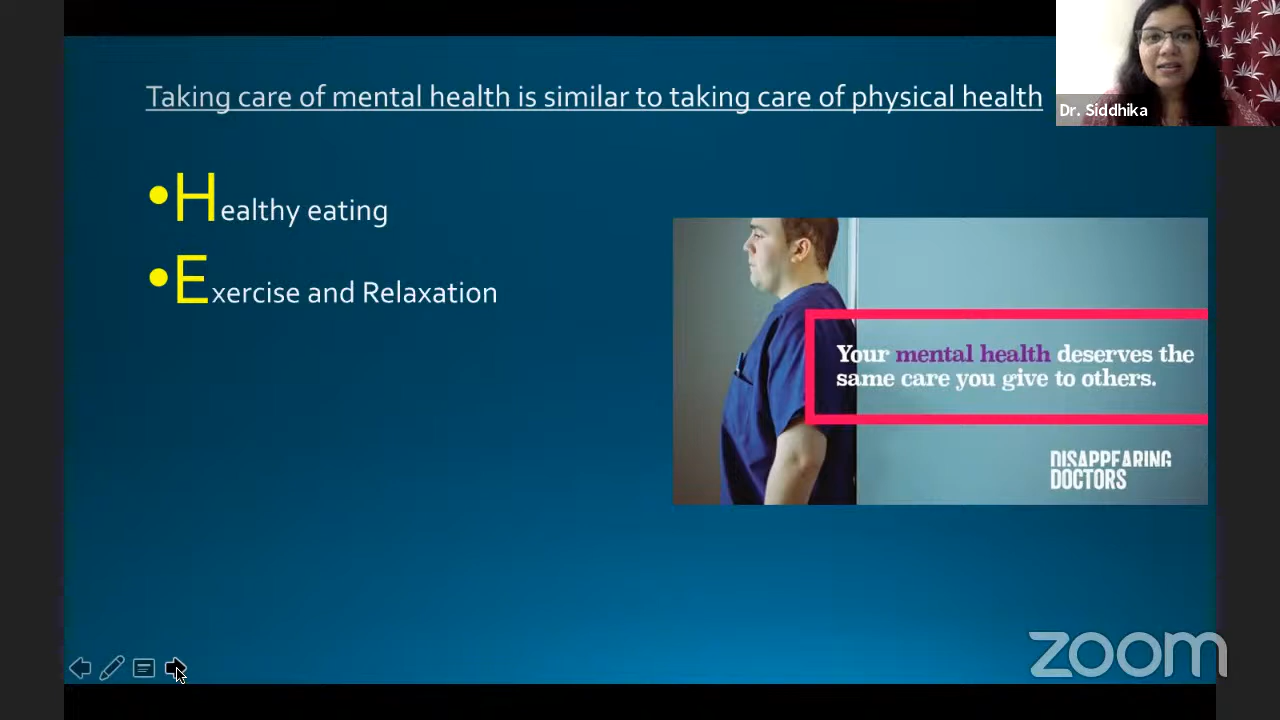 Taking care of mental health is similar to taking care of physical health
Dr. Siddhika
•Healthy eating
•Exercise and Relaxation
Your mental health deserves the
same care you give to others.
DISAPPEARING
DOCTORS
zoom